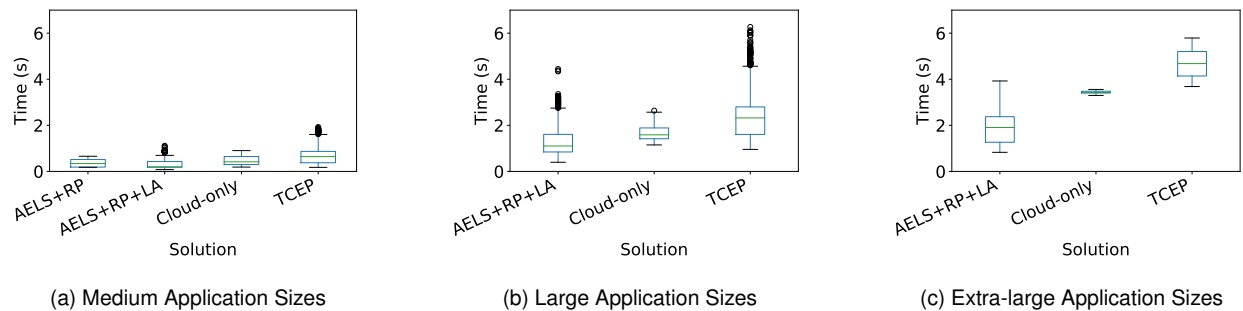 Time (s)
6
4
2
0
AELS+RP
AELS+RP+LA
Cloud-only
TCEP
Solution
(a) Medium Application Sizes
Time (s)
6
4
2
0
AELS+RP+LA
Cloud-only
TCEP
Solution
(b) Large Application Sizes
Time (s)
6
4
2
0
AELS+RP+LA
Cloud-only
TCEP
Solution
(c) Extra-large Application Sizes